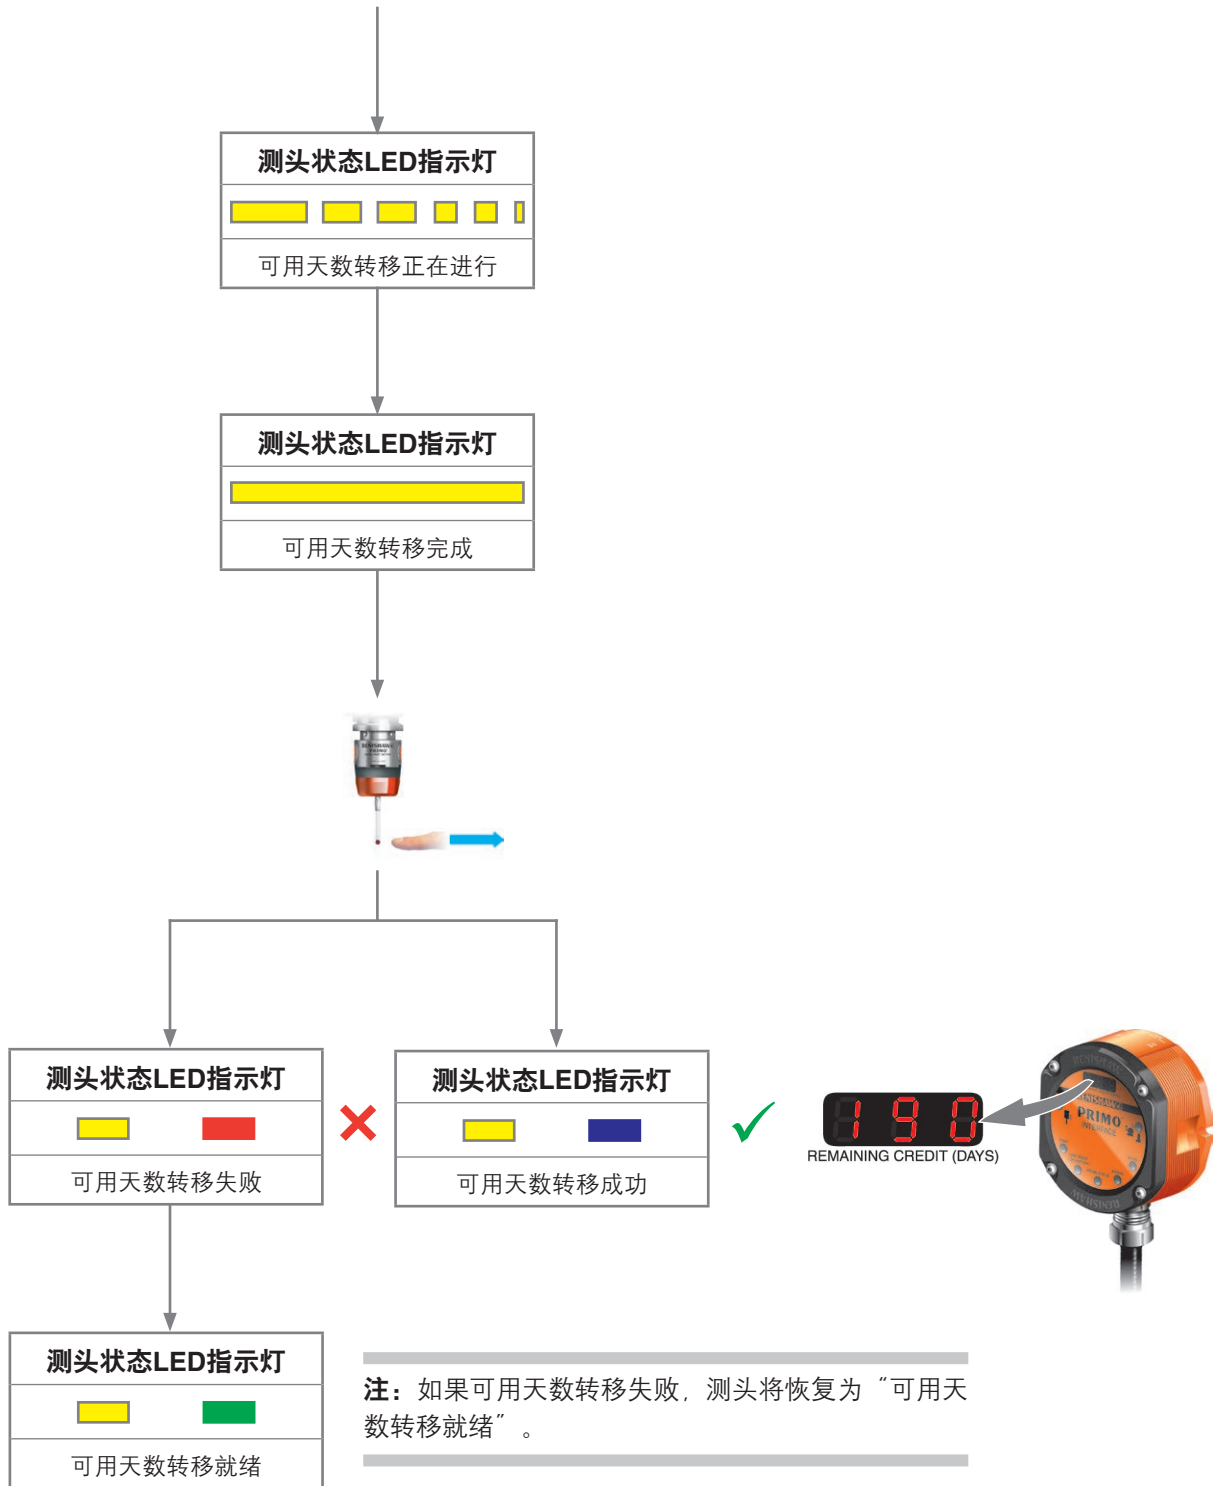 测头状态LED指示灯
可用天数转移正在进行
测头状态LED指示灯
可用天数转移完成
RENISHAW
PRIMO
测头状态LED指示灯
可用天数转移失败
测头状态LED指示灯
可用天数转移成功
190
REMAINING CREDIT (DAYS)
RENISHAW
RENISHAW
PRIMO
INTERFACE
RENISHAW
测头状态LED指示灯
可用天数转移就绪
注：如果可用天数转移失败，测头将恢复为“可用天
数转移就绪”。